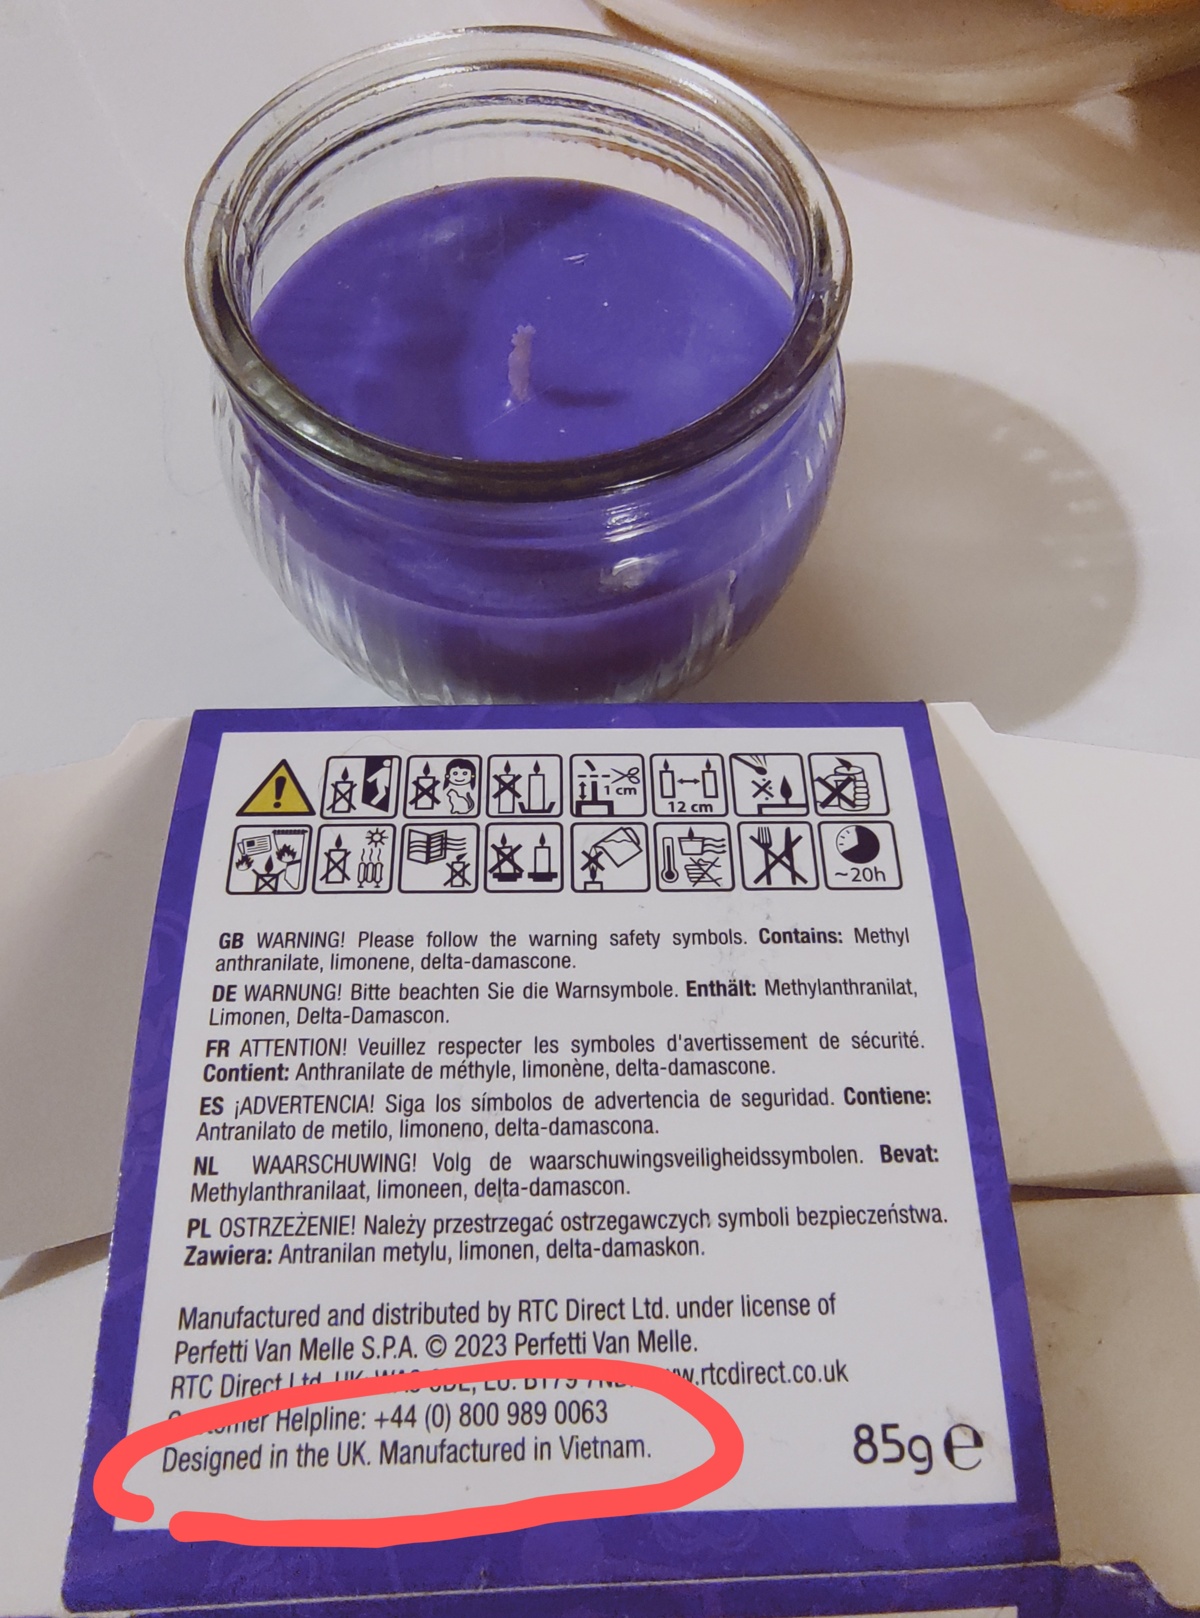 1 cm
12 cm
~20h
GB WARNING! Please follow the warning safety symbols. Contains: Methyl
anthranilate, limonene, delta-damascone.
DE WARNUNG! Bitte beachten Sie die Warnsymbole. Enthält: Methylanthranilat,
Limonen, Delta-Damascon.
FR ATTENTION! Veuillez respecter les symboles d'avertissement de sécurité.
Contient: Anthranilate de méthyle, limonène, delta-damascone.
ES ¡ADVERTENCIA! Siga los símbolos de advertencia de seguridad. Contiene:
Antranilato de metilo, limoneno, delta-damascona.
NL WAARSCHUWING! Volg de waarschuwingsveiligheidssymbolen. Bevat:
Methylanthranilaat, limoneen, delta-damascon.
PL OSTRZEŻENIE! Należy przestrzegać ostrzegawczych symboli bezpieczeństwa.
Zawiera: Antranilan metylu, limonen, delta-damaskon.
Manufactured and distributed by RTC Direct Ltd. under license of
Perfetti Van Melle S.P.A. © 2023 Perfetti Van Melle.
RTC Direct Ltd. UK: EU: www.rtcdirect.co.uk
Customer Helpline: +44 (0) 800 989 0063
Designed in the UK. Manufactured in Vietnam.
85g ℮